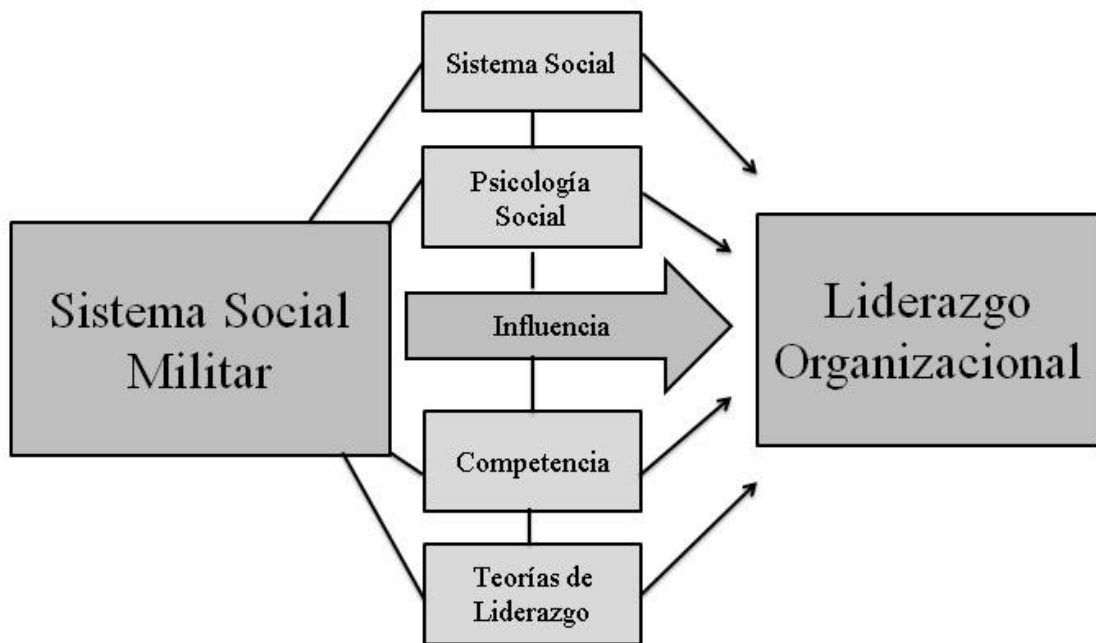 Sistema Social
Psicología
Social
Sistema Social
Militar
Influencia
Liderazgo
Organizacional
Competencia
Teorías de
Liderazgo